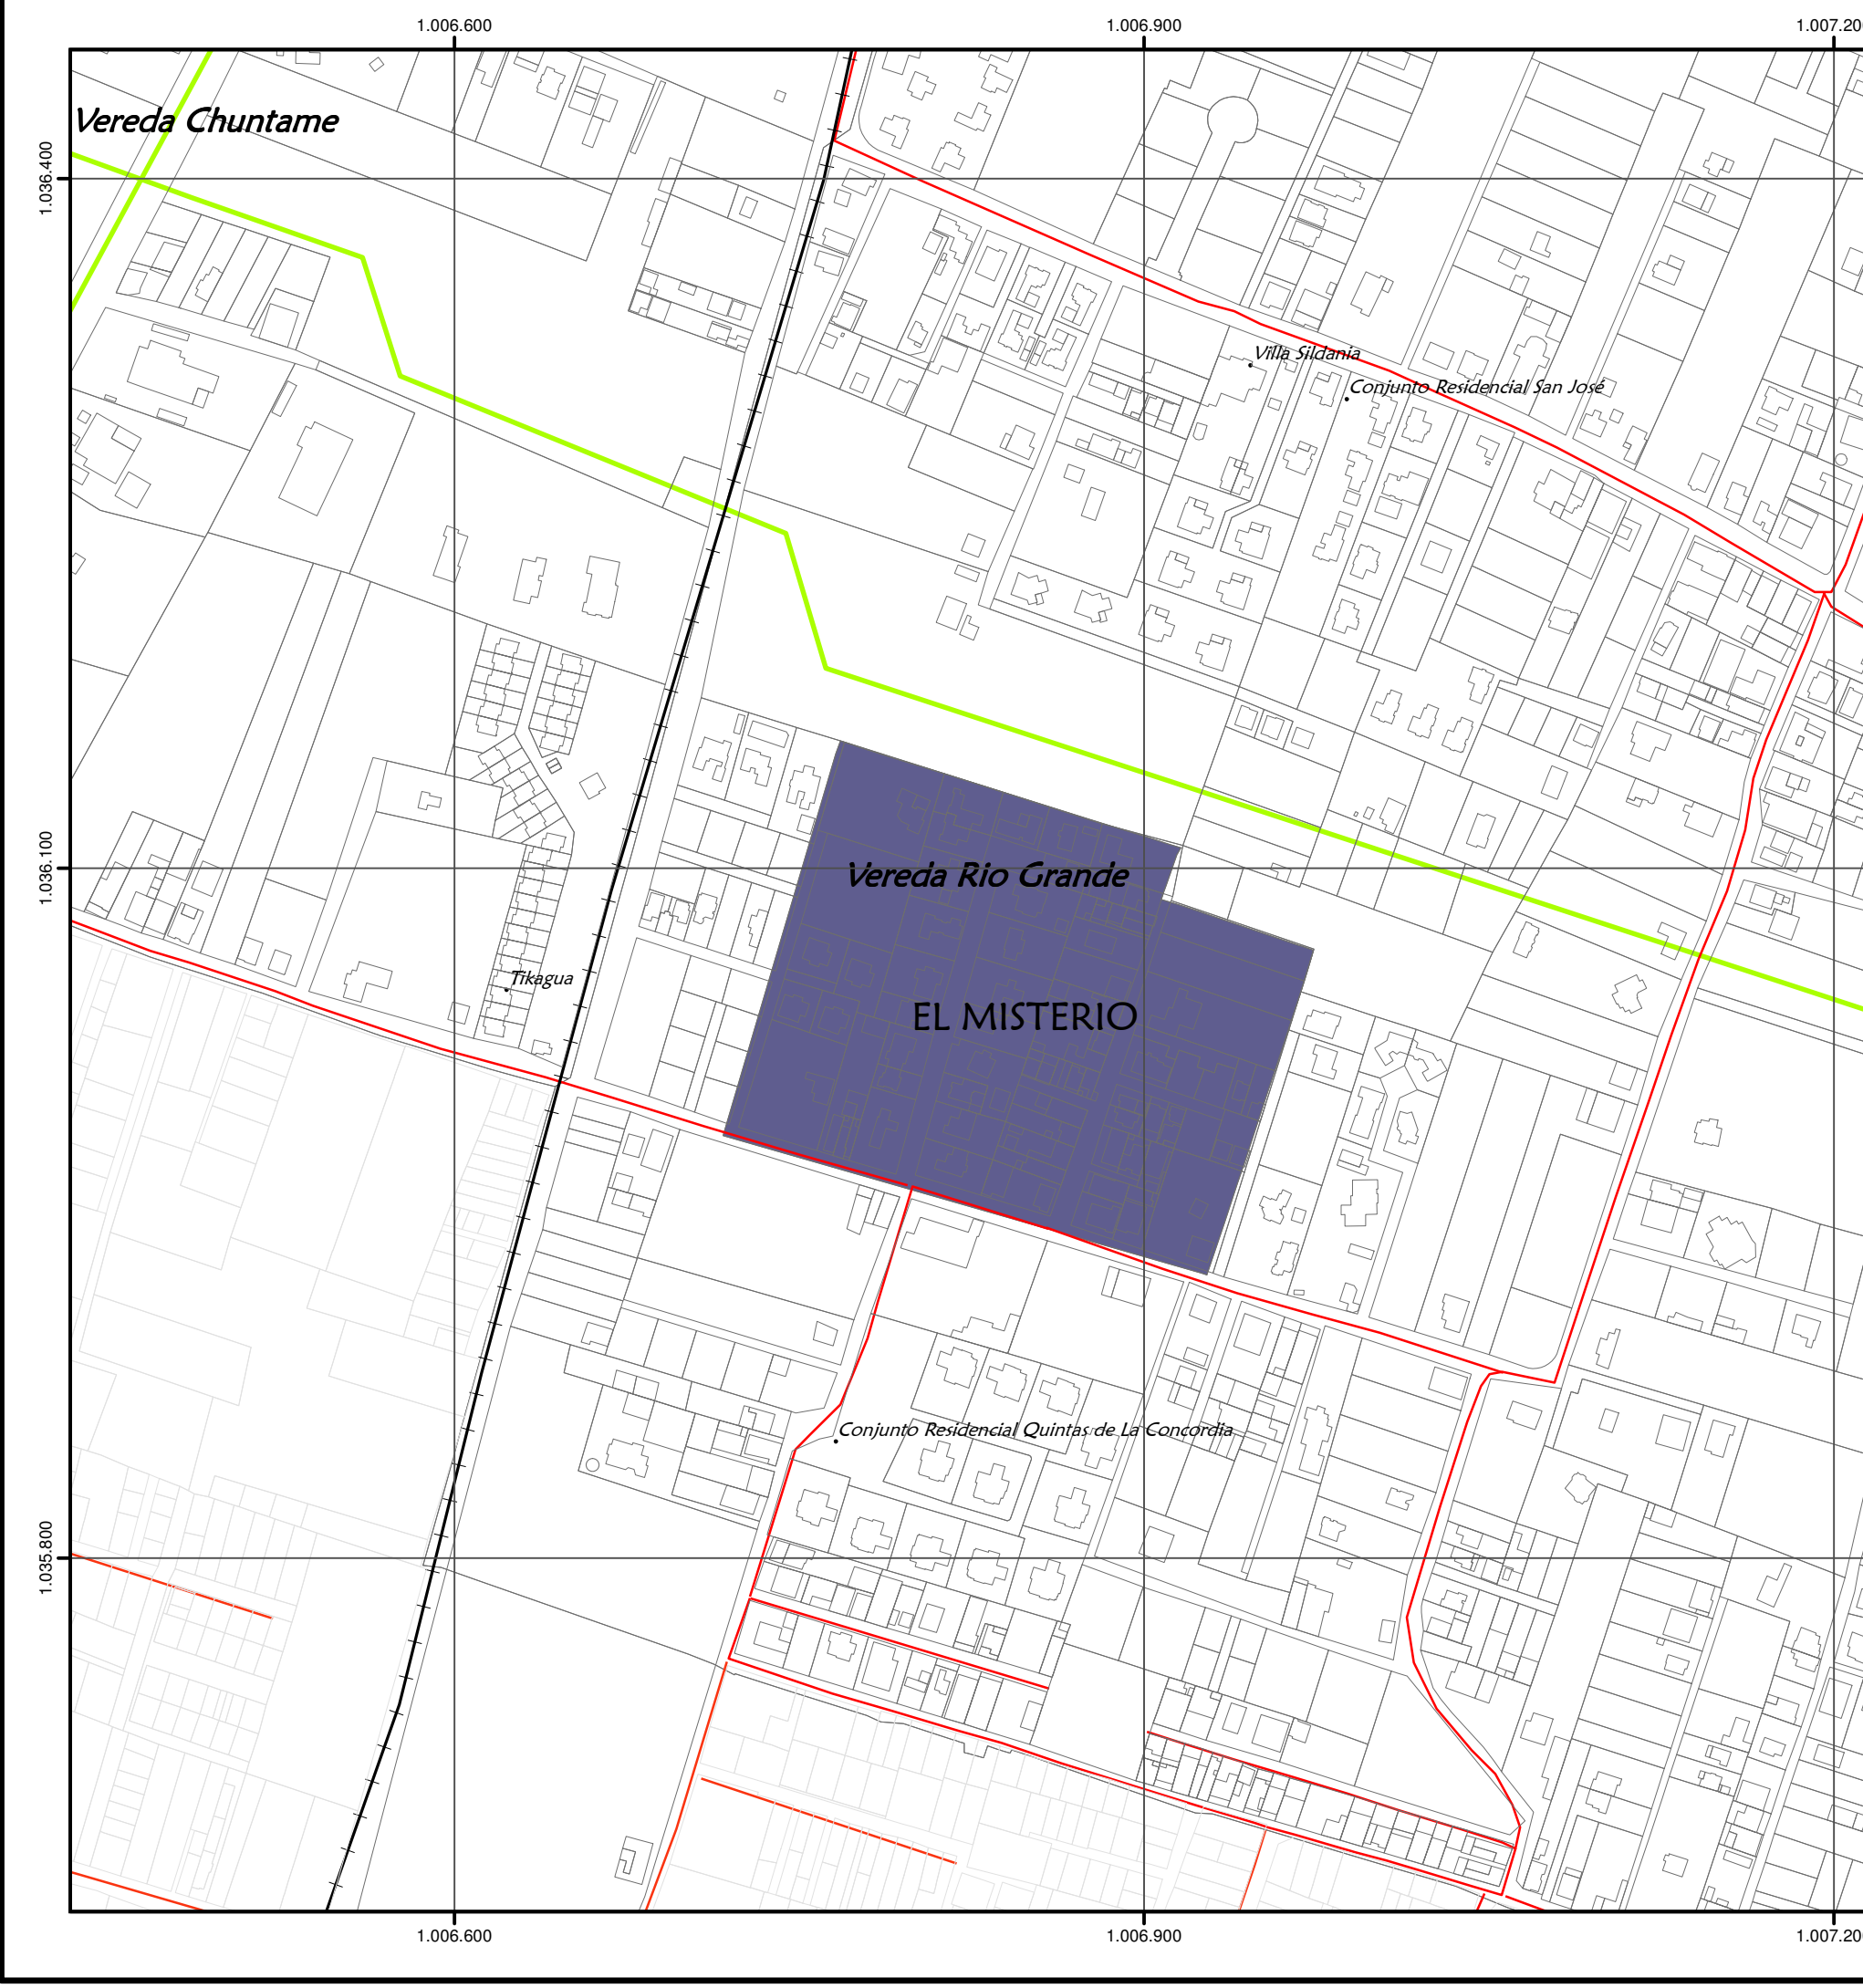 1.006.600
1.006.900
1.007.20
Vereda Chuntame
1.036.400
Villa Sildania
Conjunto Residencial San José
1.036.100
Vereda Rio Grande
Tikagua
EL MISTERIO
Conjunto Residencial Quintas de La Concordia
1.035.800
1.006.600
1.006.900
1.007.20